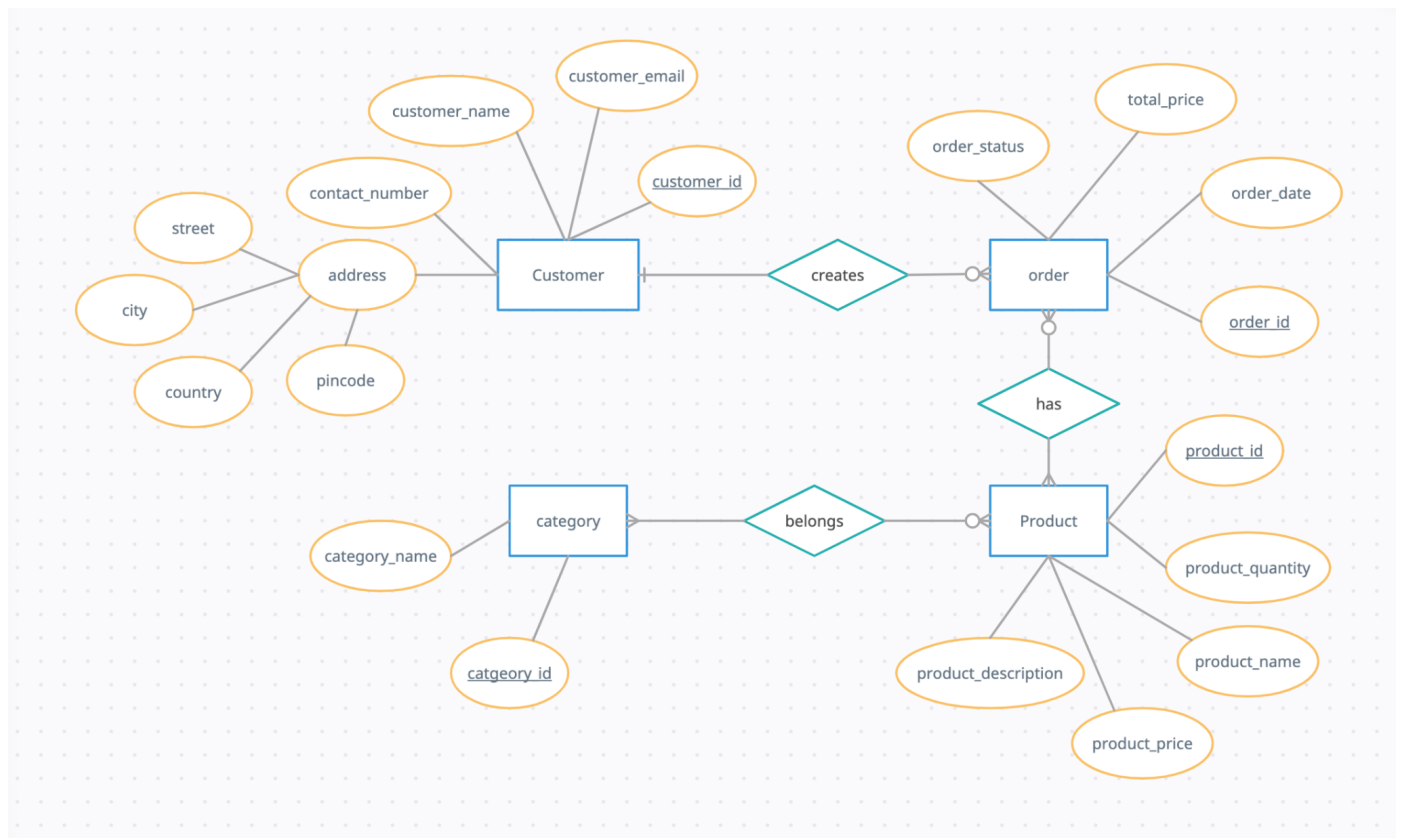 customer_email
total_price
customer_name
order_status
customer_id
contact_number
order_date
street
address
Customer
creates
order
city
order_id
pincode
country
has
product_id
category
belongs
Product
category_name
product_quantity
product_name
catgeory_id
product_description
product_price